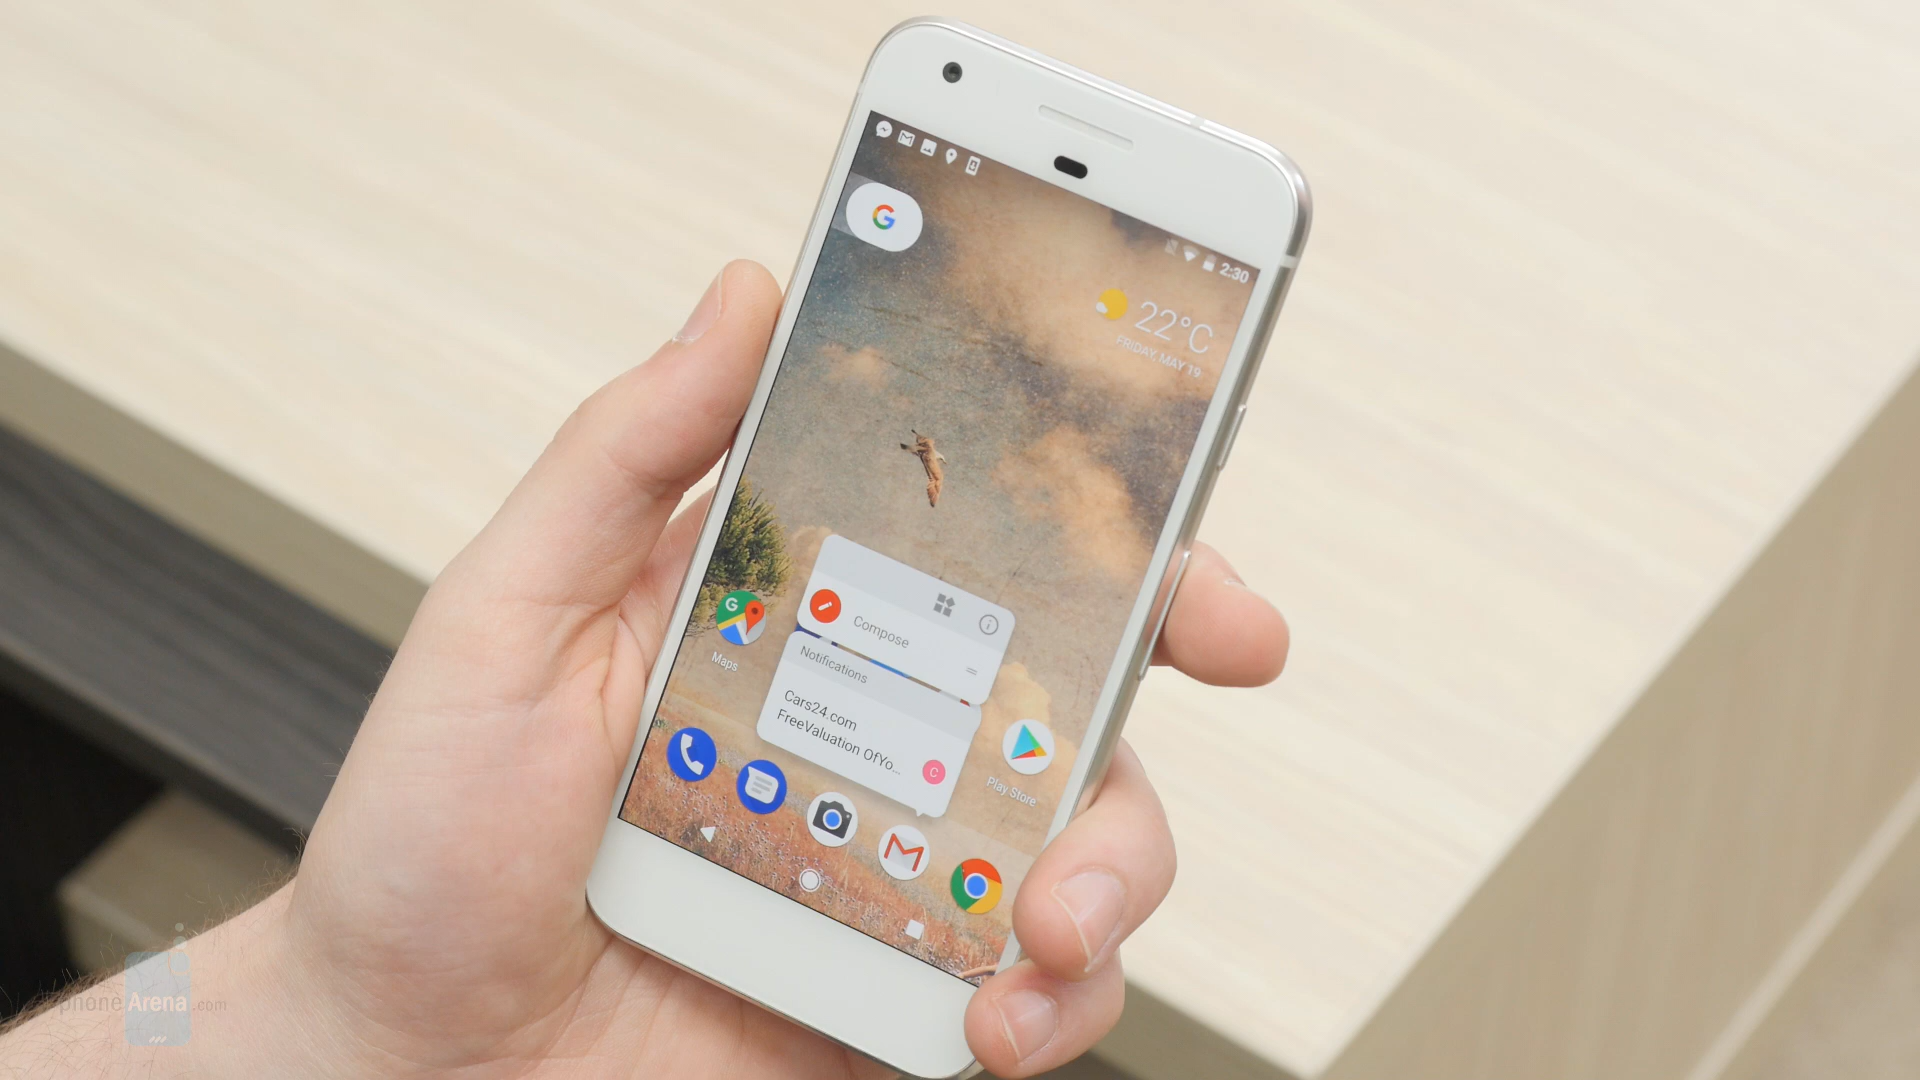 2:30
22°C
FRIDAY, MAY 19
Compose
Notifications
Cars24.com
FreeValuation OfYo...
C
G
Maps
Play Store
phoneArena.com